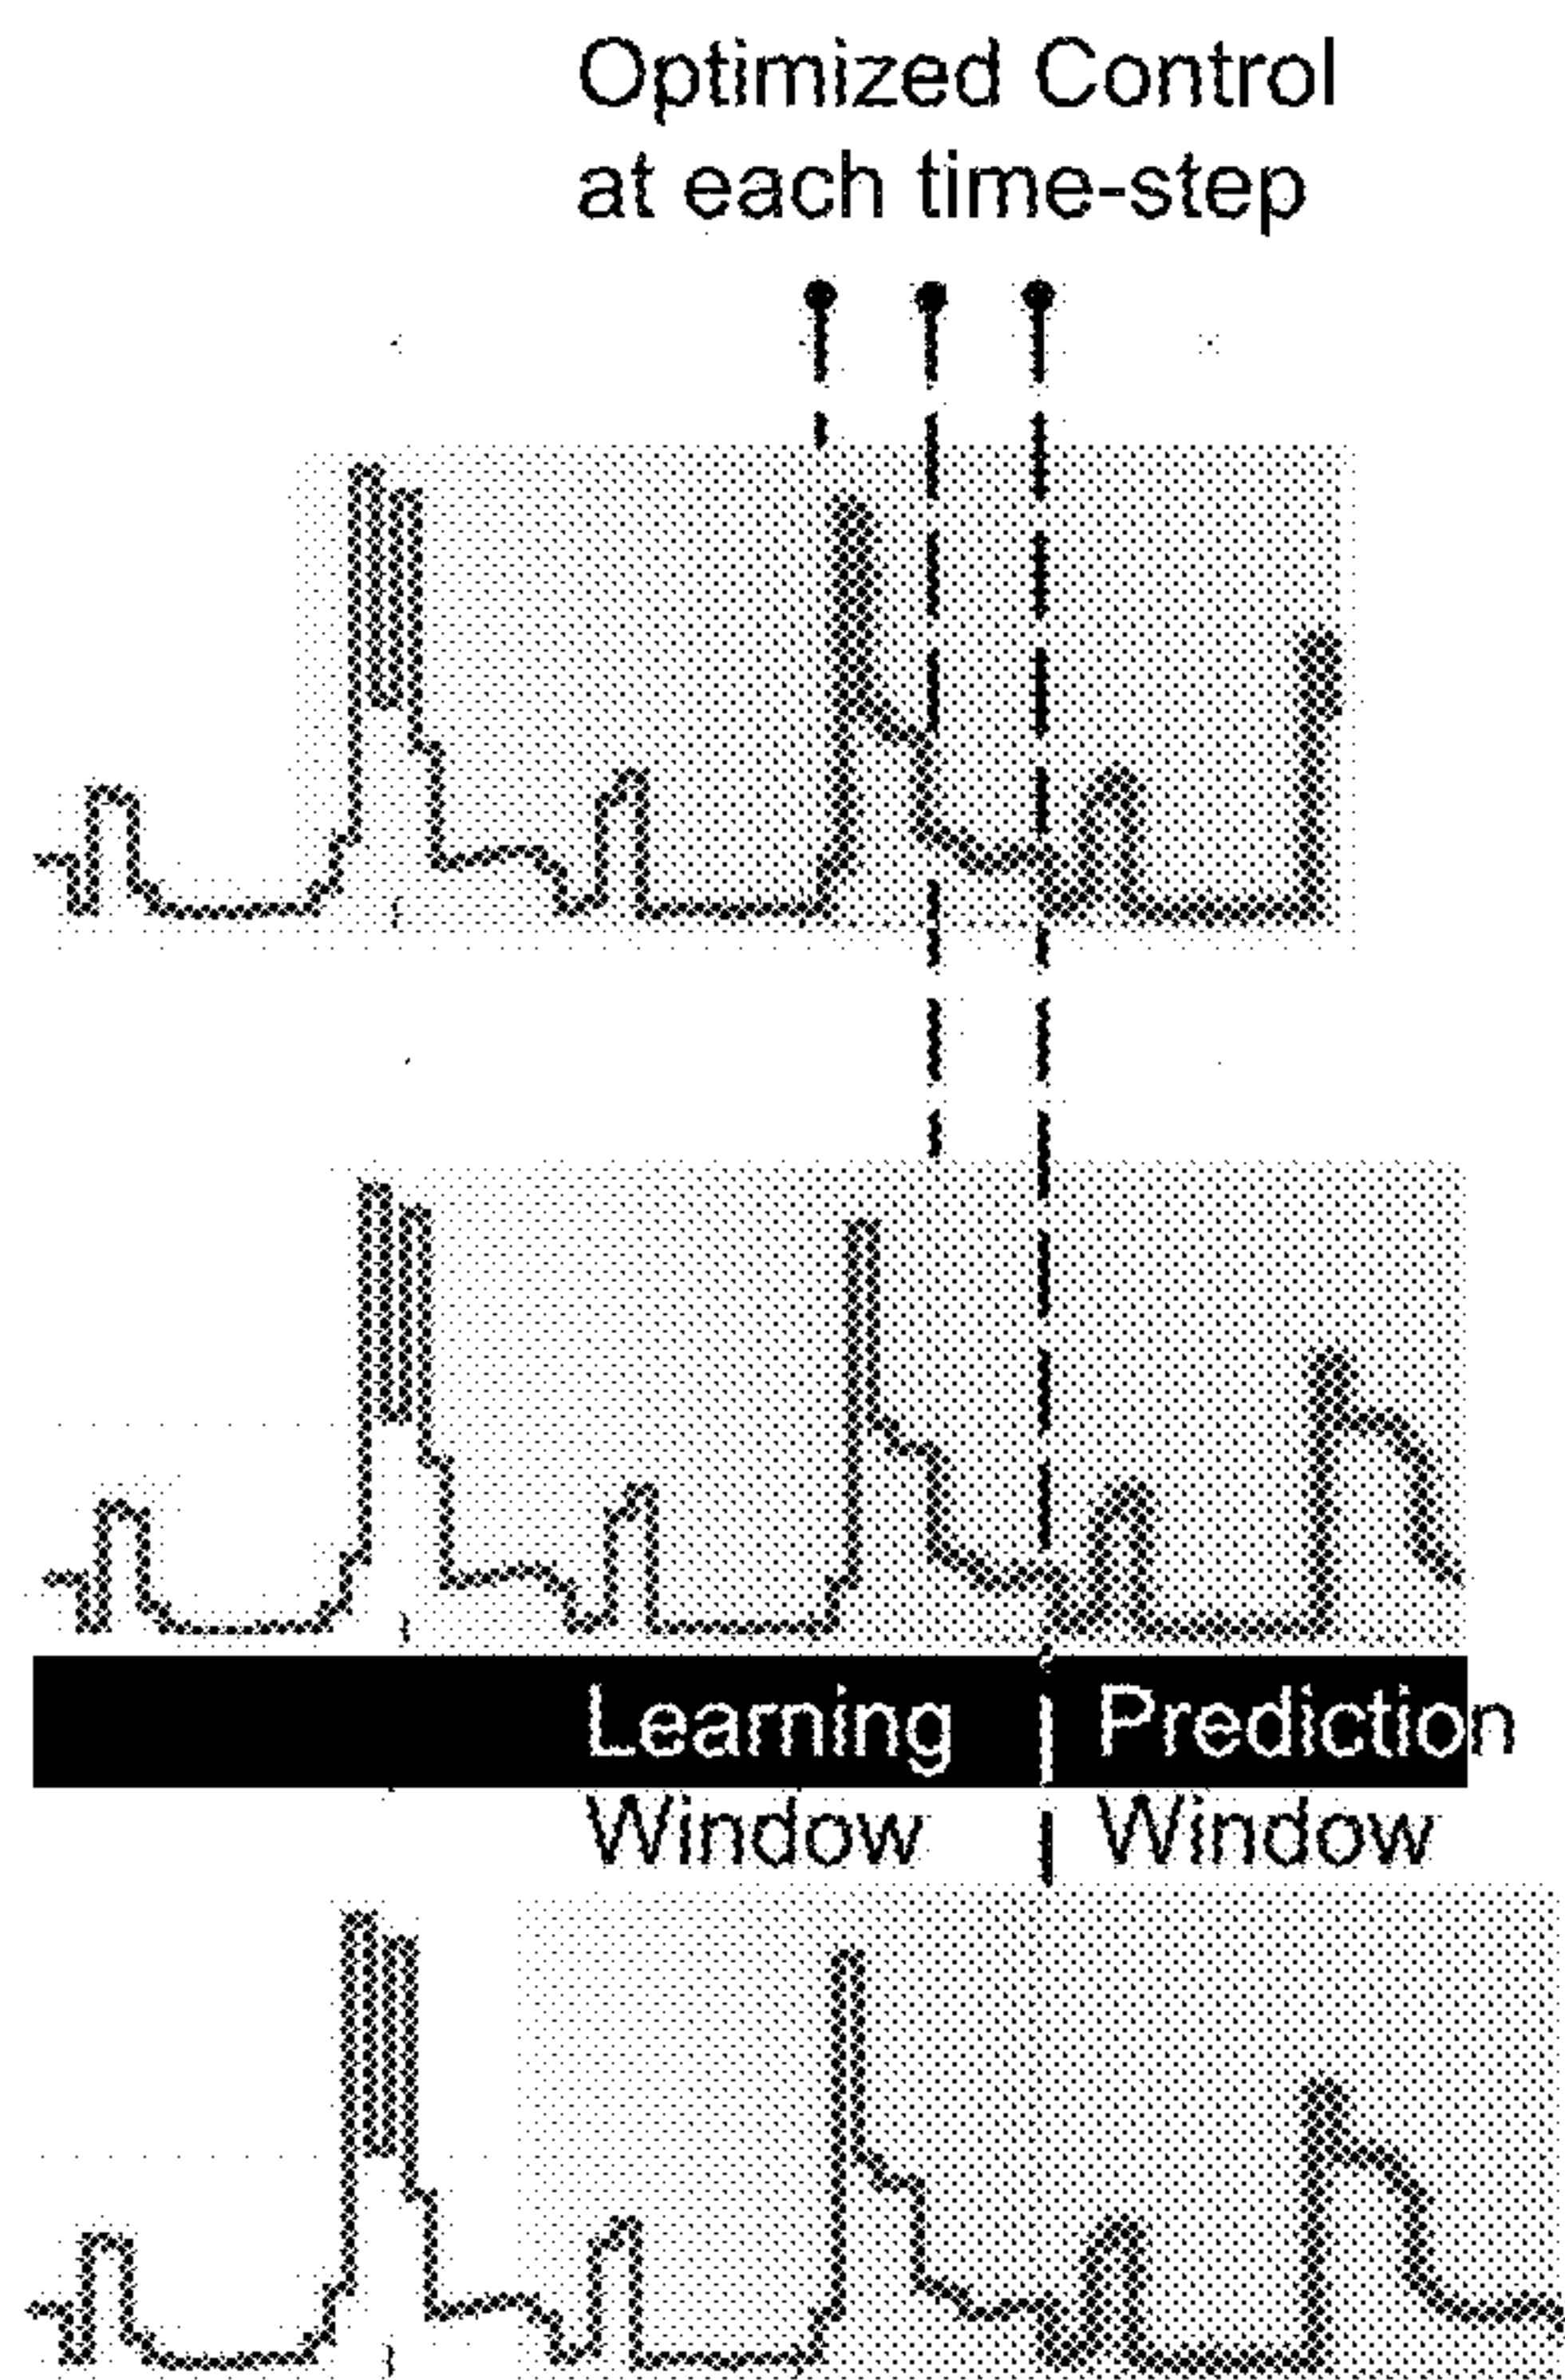 Optimized Control
at each time-step
Learning Prediction
Window Window